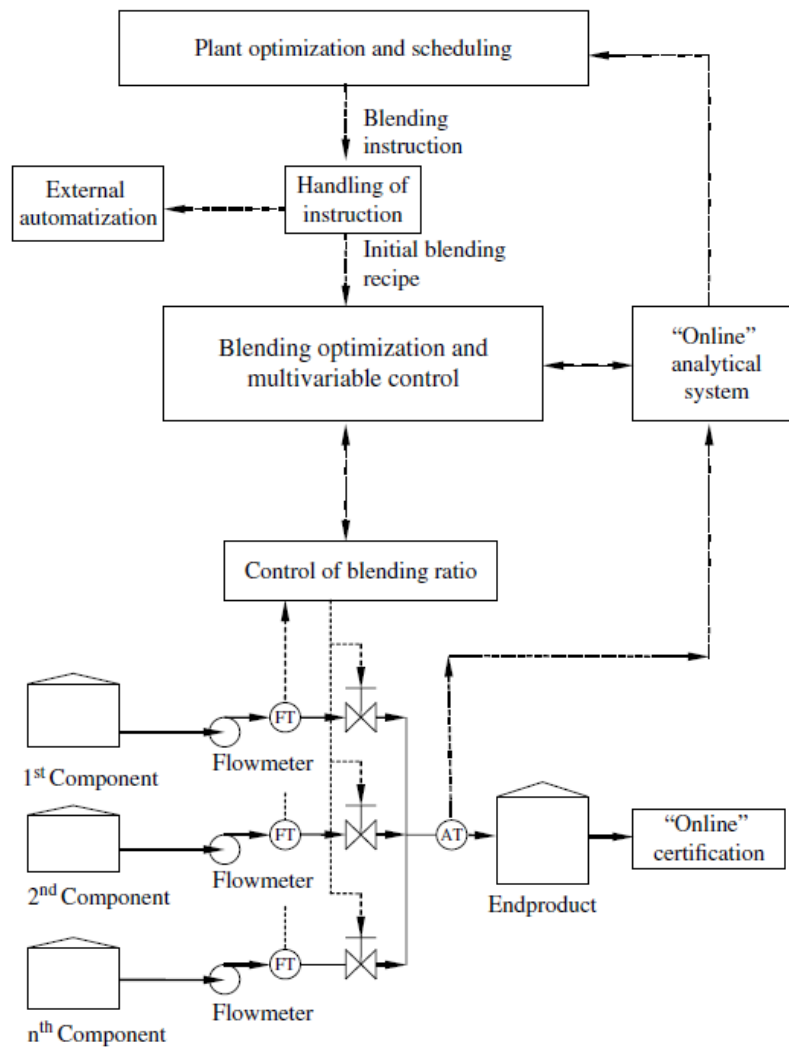 Plant optimization and scheduling
Blending
instruction
External
automatization
Handling of
instruction
Initial blending
recipe
Blending optimization and
multivariable control
“Online”
analytical
system
Control of blending ratio
FT
1st Component
Flowmeter
FT
AT
2nd Component
Flowmeter
Endproduct
“Online”
certification
FT
nth Component
Flowmeter